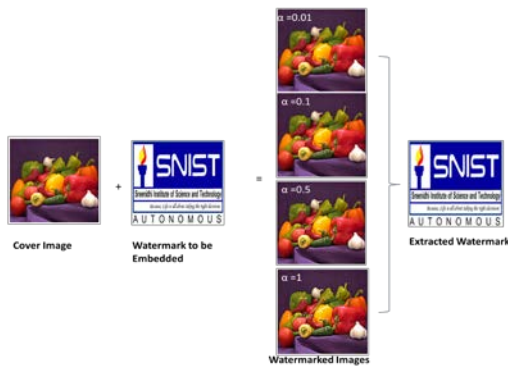 α =0.01
α =0.1
α =0.5
α =1
+
=
SNIST
Sreenidhi Institute of Science and Technology
AUTONOMOUS
Cover Image
Watermark to be
Embedded
Watermarked Images
SNIST
Sreenidhi Institute of Science and Technology
AUTONOMOUS
Extracted Watermark